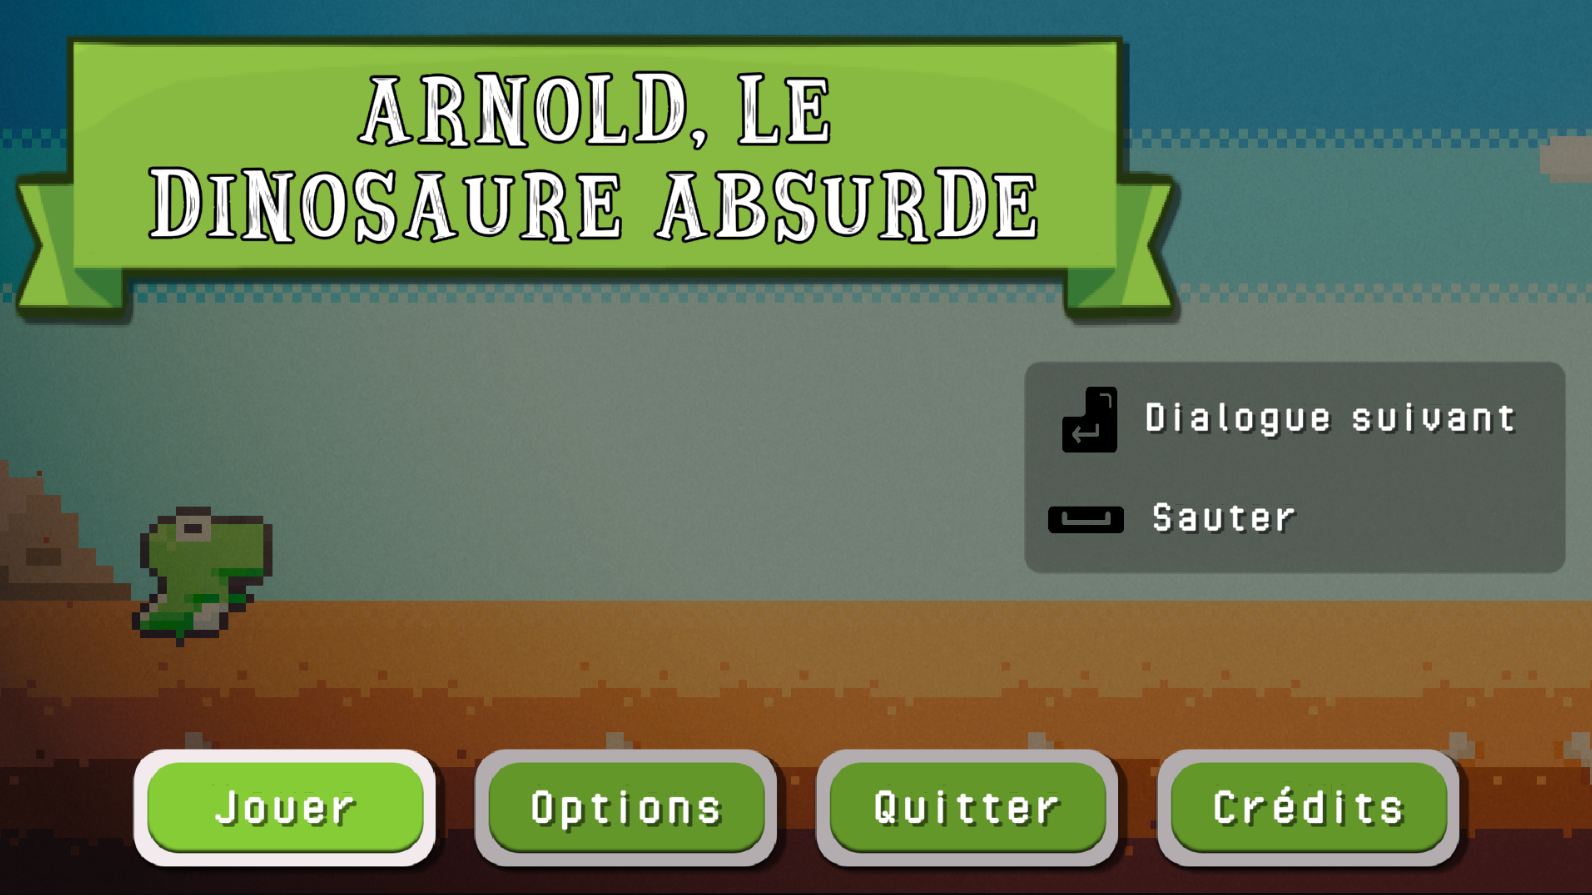 ARNOLD, LE
DINOSAURE ABSURDE
Dialogue suivant
Sauter
Jouer
Options
Quitter
Crédits